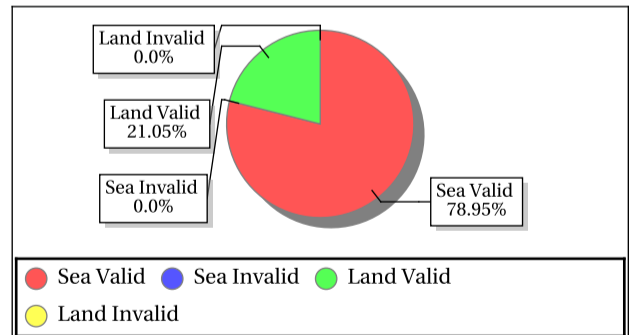 Land Invalid
0.0%
Land Valid
21.05%
Sea Invalid
0.0%
Sea Valid
78.95%
Sea Valid Sea Invalid Land Valid
Land Invalid